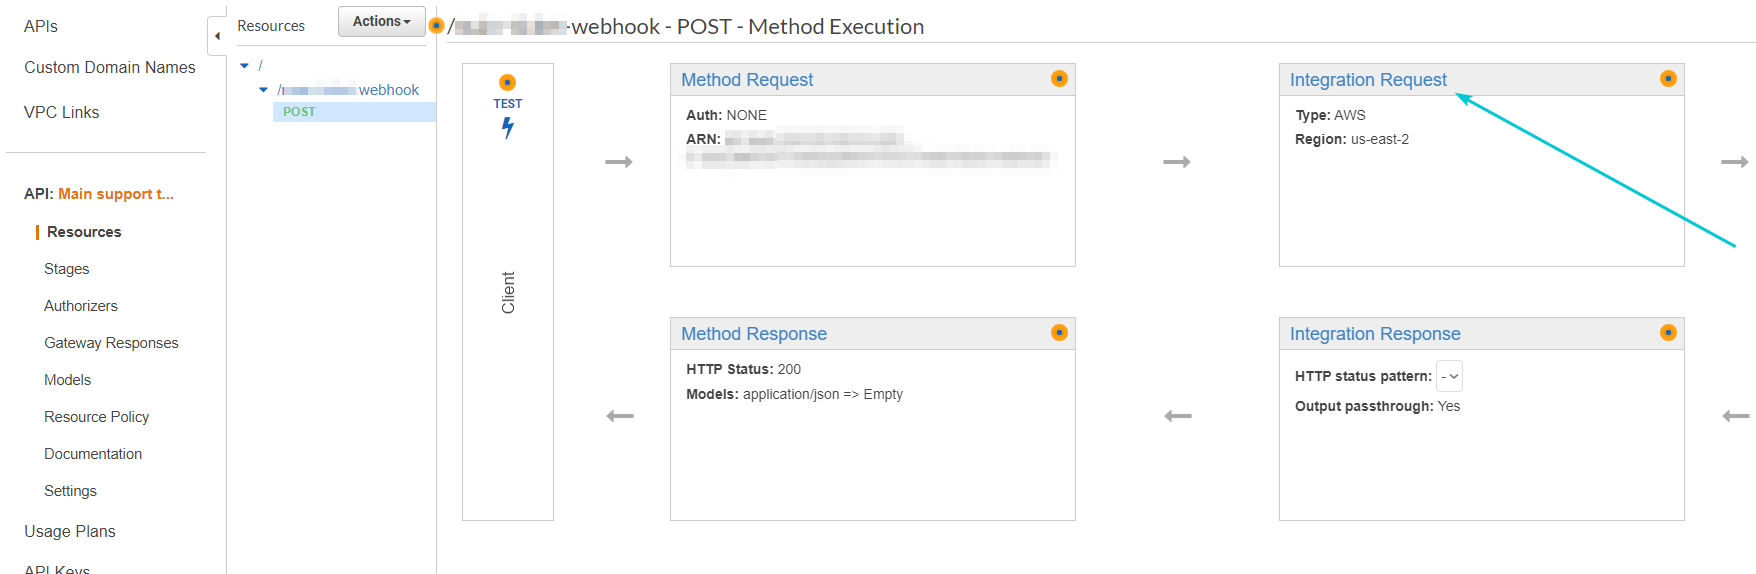 APIs
Custom Domain Names
VPC Links
API: Main support t...
Resources
Stages
Authorizers
Gateway Responses
Models
Resource Policy
Documentation
Settings
Usage Plans
API Keys
Resources
Actions
/
/ webhook
POST
/ -webhook - POST - Method Execution
TEST
Client
Method Request
Auth: NONE
ARN:
Integration Request
Type: AWS
Region: us-east-2
Method Response
HTTP Status: 200
Models: application/json => Empty
Integration Response
HTTP status pattern: -
Output passthrough: Yes